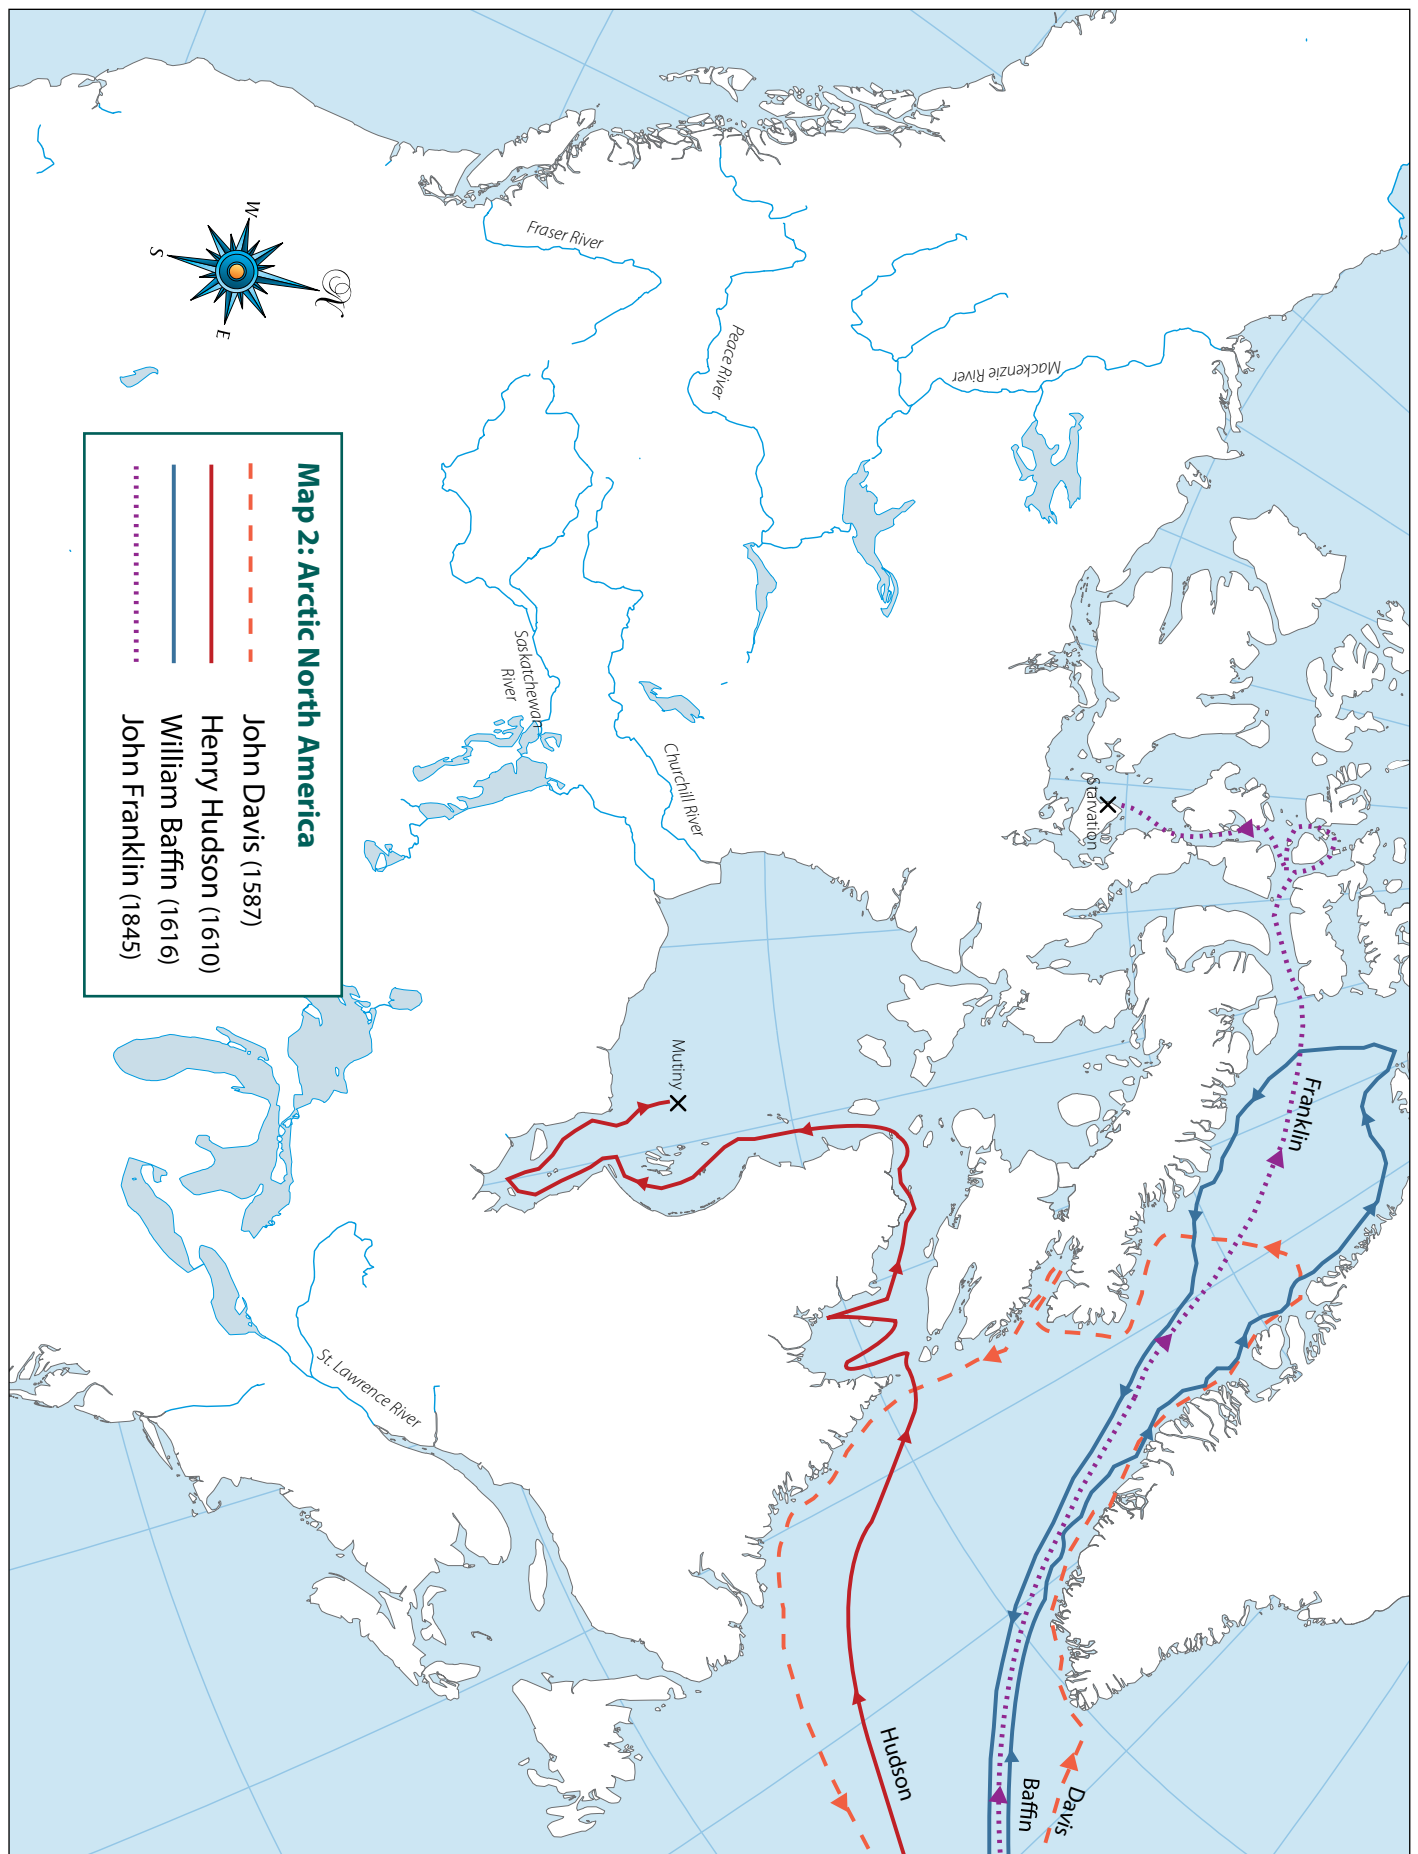 Map 2: Arctic North America
John Davis (1587)
Henry Hudson (1610)
William Baffin (1616)
John Franklin (1845)
N
W
E
S
Fraser River
Peace River
Mackenzie River
Saskatchewan
River
Churchill River
St. Lawrence River
Starvation
Mutiny
Franklin
Hudson
Baffin
Davis